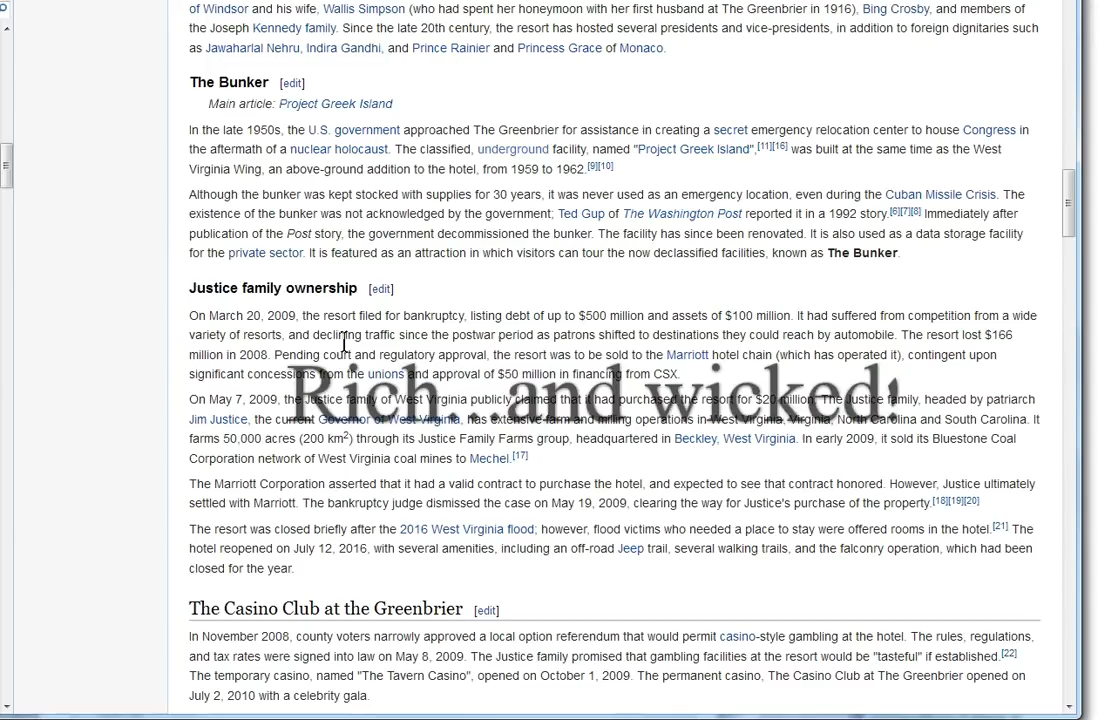 of Windsor and his wife, Wallis Simpson (who had spent her honeymoon with her first husband at The Greenbrier in 1916), Bing Crosby, and members of
the Joseph Kennedy family. Since the late 20th century, the resort has hosted several presidents and vice-presidents, in addition to foreign dignitaries such
as Jawaharlal Nehru, Indira Gandhi, and Prince Rainier and Princess Grace of Monaco.
The Bunker [edit]
Main article: Project Greek Island
In the late 1950s, the U.S. government approached The Greenbrier for assistance in creating a secret emergency relocation center to house Congress in
the aftermath of a nuclear holocaust. The classified, underground facility, named "Project Greek Island",[11][16] was built at the same time as the West
Virginia Wing, an above-ground addition to the hotel, from 1959 to 1962.[9][10]
Although the bunker was kept stocked with supplies for 30 years, it was never used as an emergency location, even during the Cuban Missile Crisis. The
existence of the bunker was not acknowledged by the government; Ted Gup of The Washington Post reported it in a 1992 story.[6][7][8] Immediately after
publication of the Post story, the government decommissioned the bunker. The facility has since been renovated. It is also used as a data storage facility
for the private sector. It is featured as an attraction in which visitors can tour the now declassified facilities, known as The Bunker.
Justice family ownership [edit]
On March 20, 2009, the resort filed for bankruptcy, listing debt of up to $500 million and assets of $100 million. It had suffered from competition from a wide
variety of resorts, and declining traffic since the postwar period as patrons shifted to destinations they could reach by automobile. The resort lost $166
million in 2008. Pending court and regulatory approval, the resort was to be sold to the Marriott hotel chain (which has operated it), contingent upon
significant concessions from the unions and approval of $50 million in financing from CSX.
Rich...and wicked!
On May 7, 2009, the Justice family of West Virginia publicly claimed that it had purchased the resort for $20 million. The Justice family, headed by patriarch
Jim Justice, the current Governor of West Virginia, has extensive farm and milling operations in West Virginia, Virginia, North Carolina and South Carolina. It
farms 50,000 acres (200 km2) through its Justice Family Farms group, headquartered in Beckley, West Virginia. In early 2009, it sold its Bluestone Coal
Corporation network of West Virginia coal mines to Mechel.[17]
The Marriott Corporation asserted that it had a valid contract to purchase the hotel, and expected to see that contract honored. However, Justice ultimately
settled with Marriott. The bankruptcy judge dismissed the case on May 19, 2009, clearing the way for Justice's purchase of the property.[18][19][20]
The resort was closed briefly after the 2016 West Virginia flood; however, flood victims who needed a place to stay were offered rooms in the hotel.[21] The
hotel reopened on July 12, 2016, with several amenities, including an off-road Jeep trail, several walking trails, and the falconry operation, which had been
closed for the year.
The Casino Club at the Greenbrier [edit]
In November 2008, county voters narrowly approved a local option referendum that would permit casino-style gambling at the hotel. The rules, regulations,
and tax rates were signed into law on May 8, 2009. The Justice family promised that gambling facilities at the resort would be "tasteful" if established.[22]
The temporary casino, named "The Tavern Casino", opened on October 1, 2009. The permanent casino, The Casino Club at The Greenbrier opened on
July 2, 2010 with a celebrity gala.